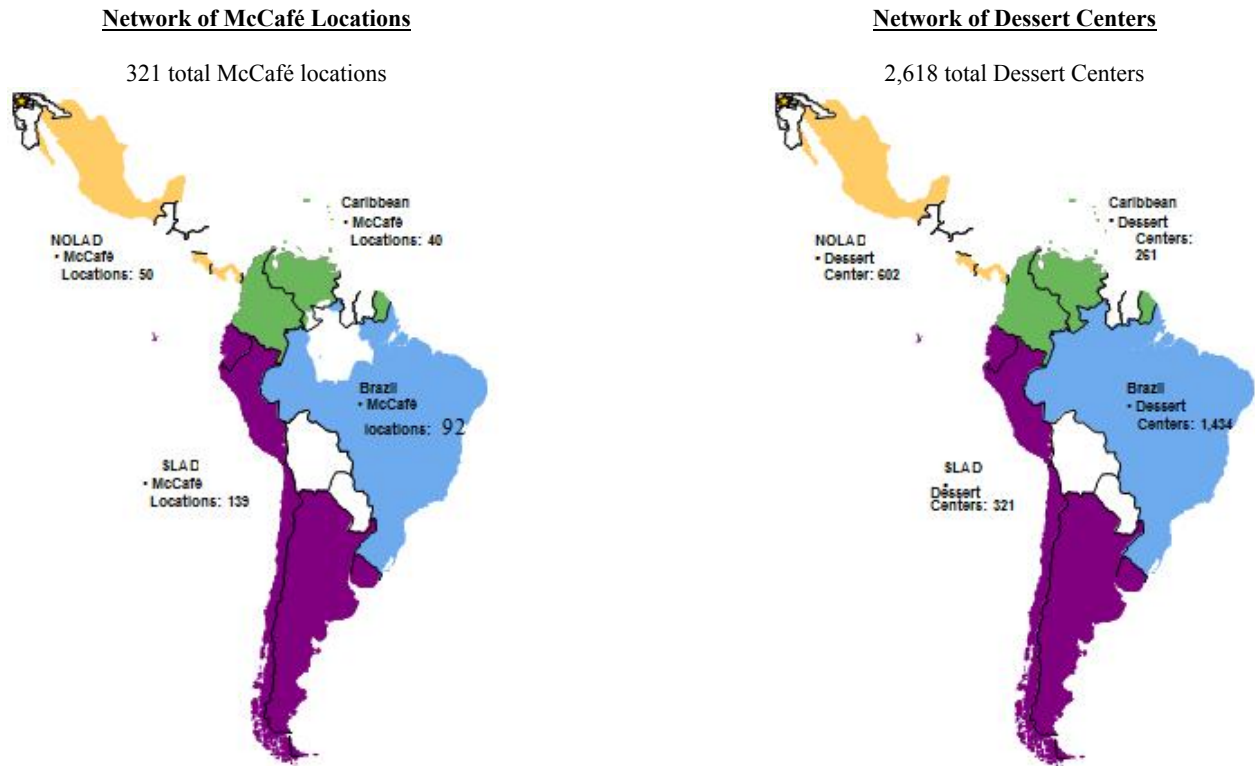 Network of McCafé Locations
321 total McCafé locations
Caribbean
• McCafé
Locations: 40
NOLAD
• McCafé
Locations: 50
Brazil
• McCafé
locations: 92
SLAD
• McCafé
Locations: 139
Network of Dessert Centers
2,618 total Dessert Centers
Caribbean
• Dessert
Centers:
261
NOLAD
• Dessert
Center: 602
Brazil
• Dessert
Centers: 1,434
SLAD
• Dessert
Centers: 321